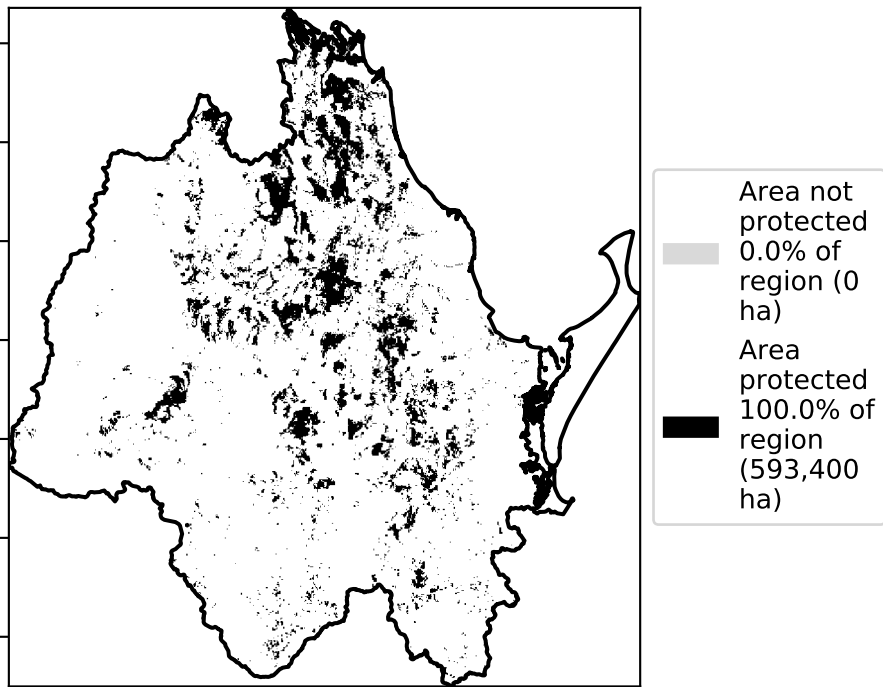 Area not
protected
0.0% of
region (0
ha)
Area
protected
100.0% of
region
(593,400
ha)